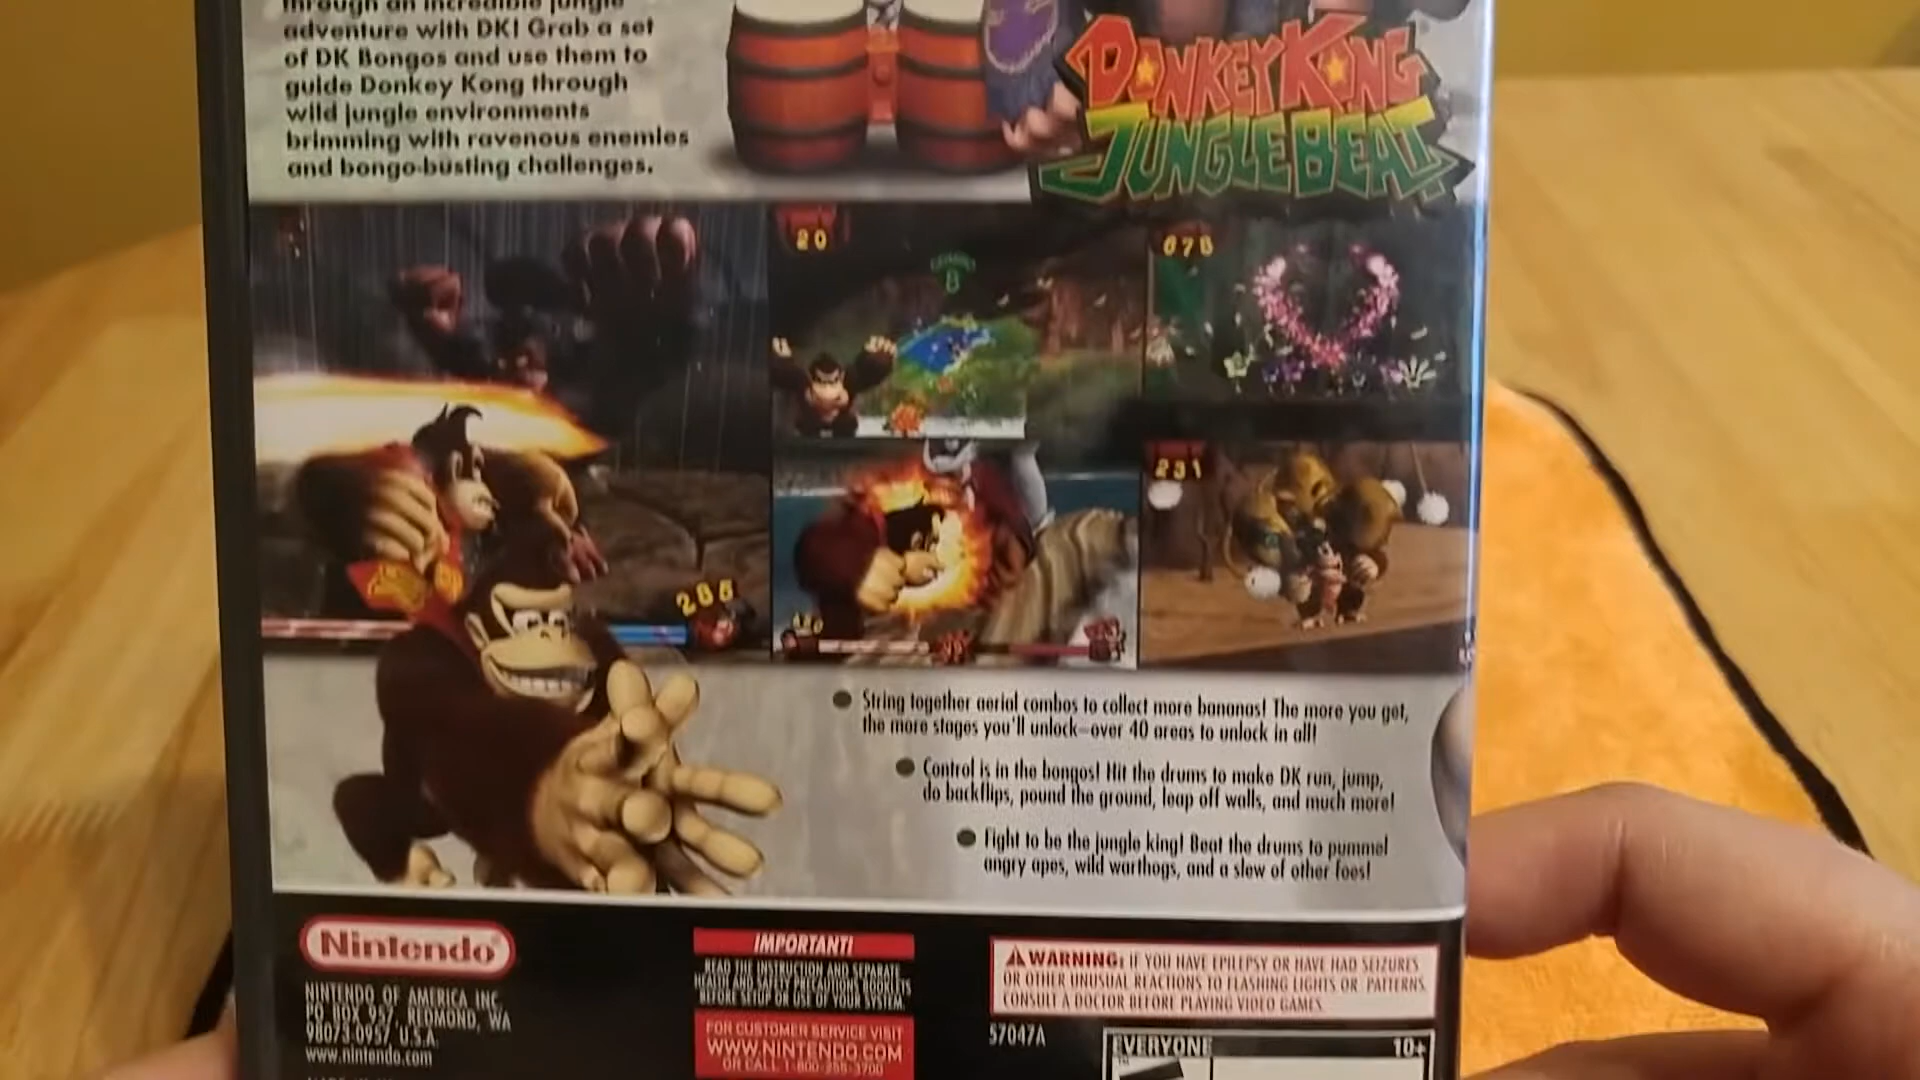 through an incredible jungle
adventure with DK! Grab a set
of DK Bongos and use them to
guide Donkey Kong through
wild jungle environments
brimming with ravenous enemies
and bongo-busting challenges.
DONKEY KONG
JUNGLE BEAT
20
8
678
231
285
String together aerial combos to collect more bananas! The more you get,
the more stages you'll unlock—over 40 areas to unlock in all!
Control is in the bongos! Hit the drums to make DK run, jump,
do backflips, pound the ground, leap off walls, and much more!
Fight to be the jungle king! Beat the drums to pummel
angry apes, wild warthogs, and a slew of other foes!
Nintendo®
NINTENDO OF AMERICA INC.
PO BOX 957, REDMOND, WA
98073-0957, U.S.A.
www.nintendo.com
IMPORTANT!
READ THE INSTRUCTION AND SEPARATE
HEALTH AND SAFETY PRECAUTIONS BOOKLETS
BEFORE SETUP OR USE OF YOUR SYSTEM.
FOR CUSTOMER SERVICE VISIT
WWW.NINTENDO.COM
OR CALL 1-800-255-3700
WARNING: IF YOU HAVE EPILEPSY OR HAVE HAD SEIZURES
OR OTHER UNUSUAL REACTIONS TO FLASHING LIGHTS OR PATTERNS,
CONSULT A DOCTOR BEFORE PLAYING VIDEO GAMES.
57047A
EVERYONE 10+